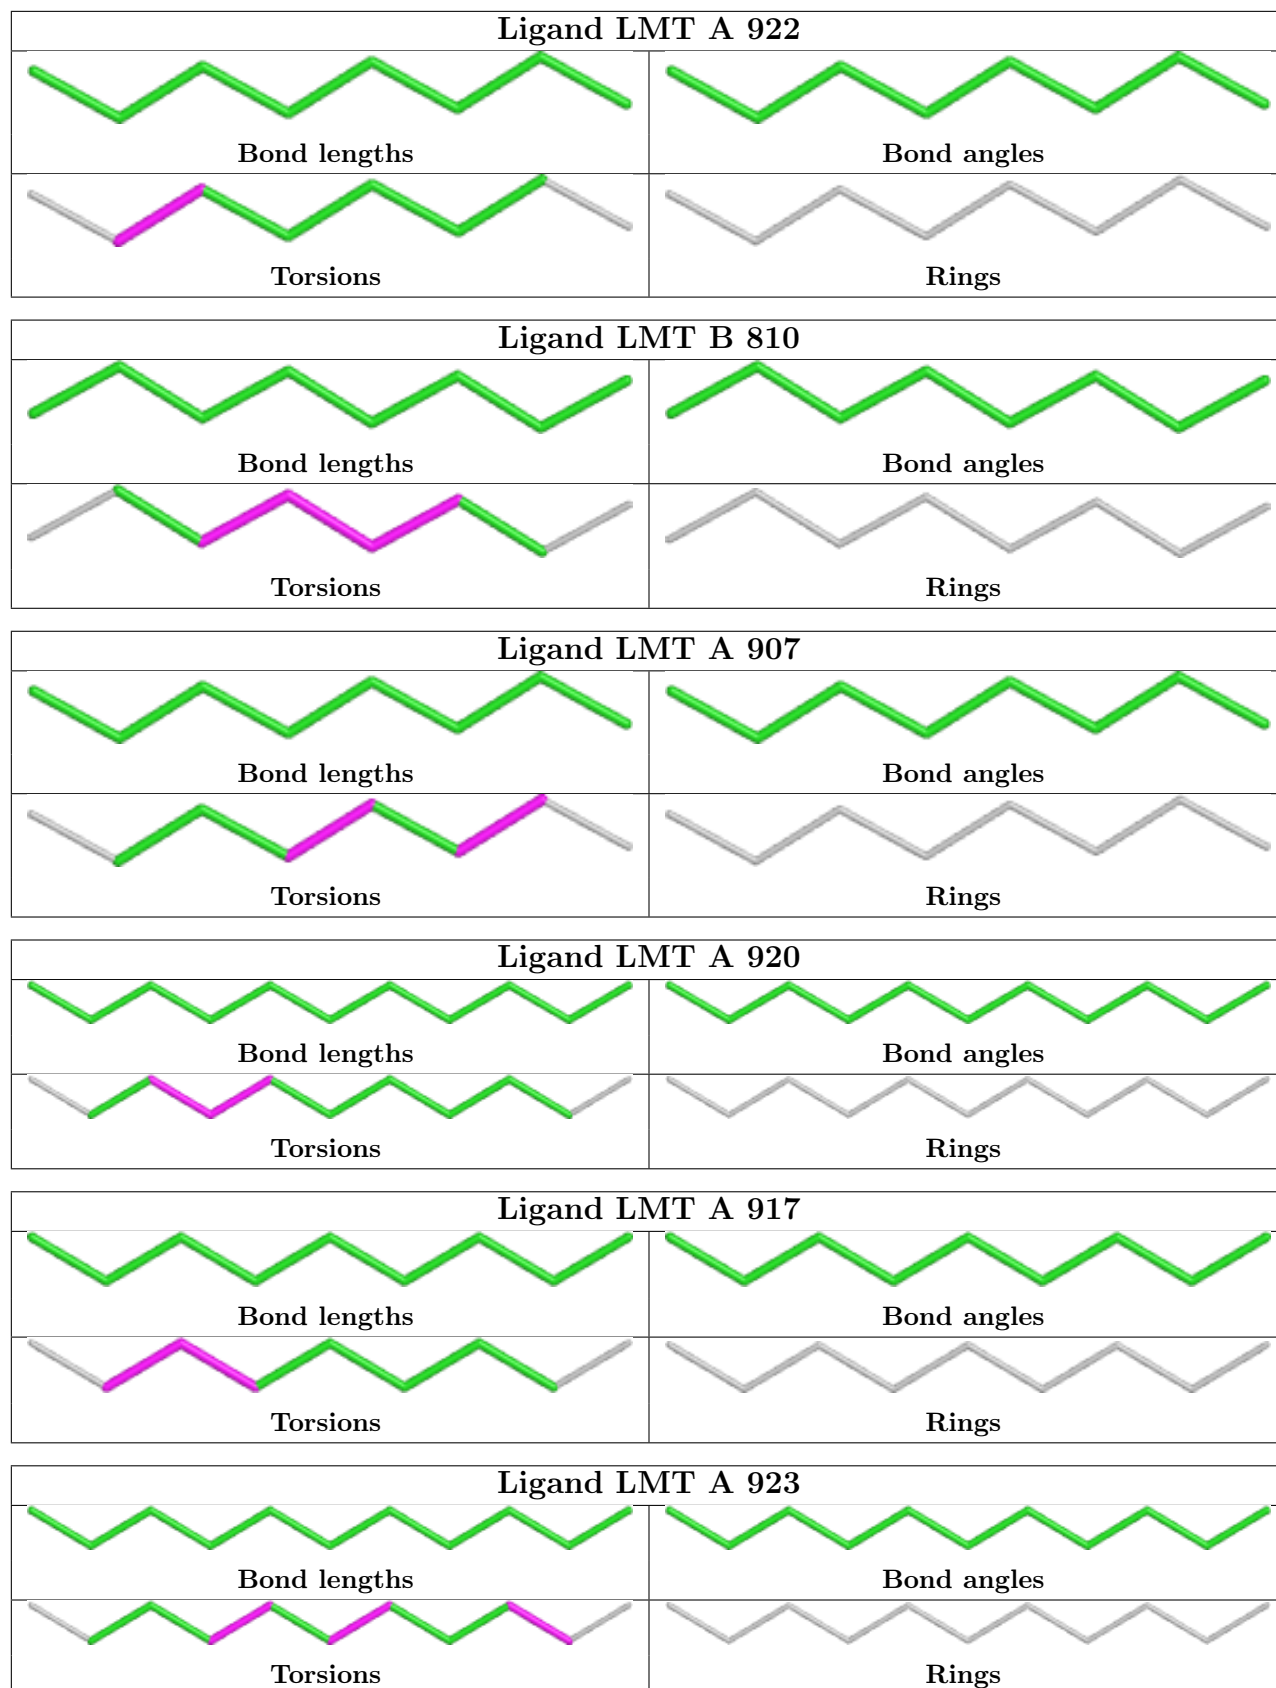 Ligand LMT A 922
Bond lengths Bond angles
Torsions Rings
Ligand LMT B 810
Bond lengths Bond angles
Torsions Rings
Ligand LMT A 907
Bond lengths Bond angles
Torsions Rings
Ligand LMT A 920
Bond lengths Bond angles
Torsions Rings
Ligand LMT A 917
Bond lengths Bond angles
Torsions Rings
Ligand LMT A 923
Bond lengths Bond angles
Torsions Rings